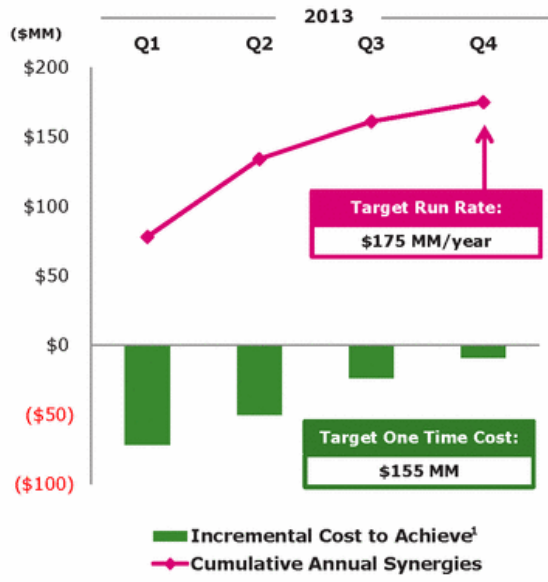 2013
($MM)
Q1 Q2 Q3 Q4
$200
$150
$100
Target Run Rate:
$175 MM/year
$50
$0
($50)
Target One Time Cost:
$155 MM
($100)
Incremental Cost to Achieve¹
Cumulative Annual Synergies